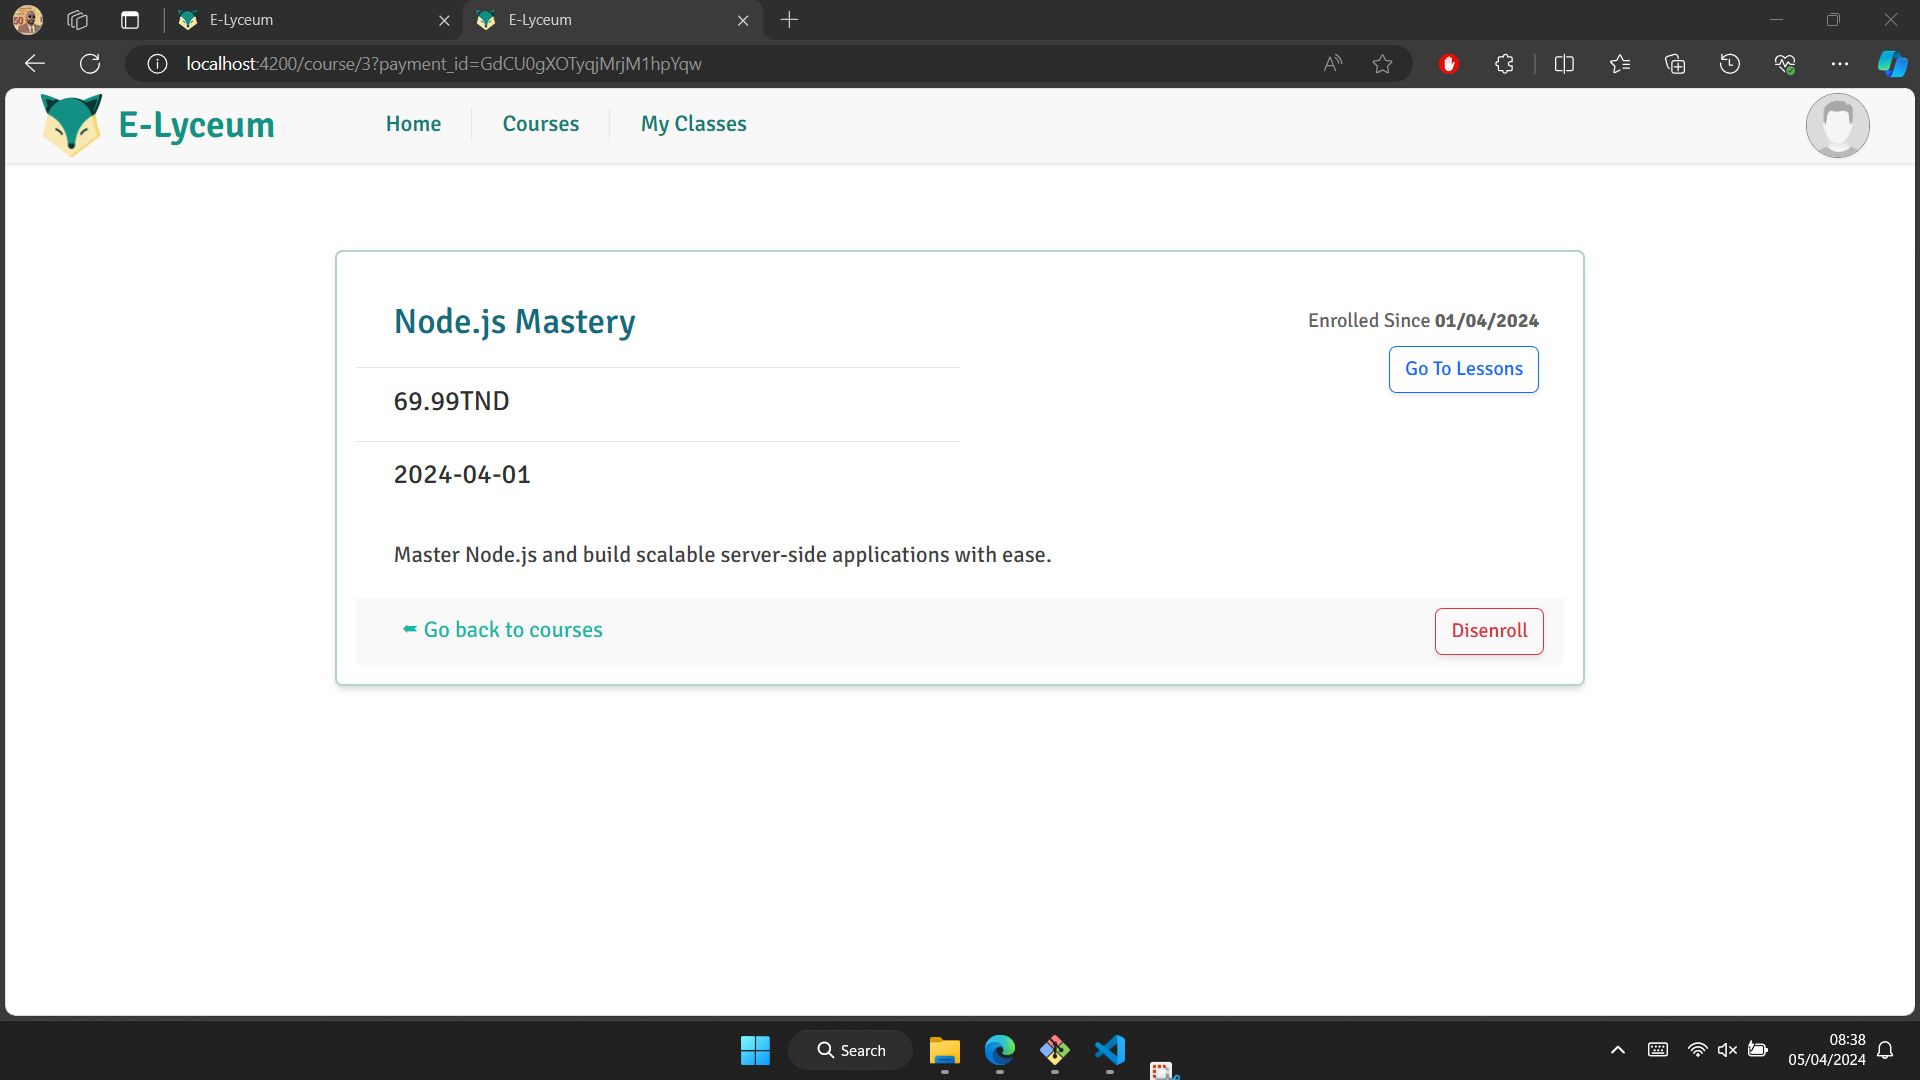 E-Lyceum
E-Lyceum
localhost:4200/course/3?payment_id=GdCU0gXOTyqjMrjM1hpYqw
E-Lyceum
Home
Courses
My Classes
Node.js Mastery
Enrolled Since 01/04/2024
Go To Lessons
69.99TND
2024-04-01
Master Node.js and build scalable server-side applications with ease.
Go back to courses
Disenroll
Search
08:38
05/04/2024